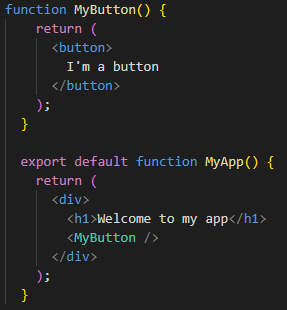 function MyButton() {
    return (
      <button>
        I'm a button
      </button>
    );
  }

  export default function MyApp() {
    return (
      <div>
        <h1>Welcome to my app</h1>
        <MyButton />
      </div>
    );
  }